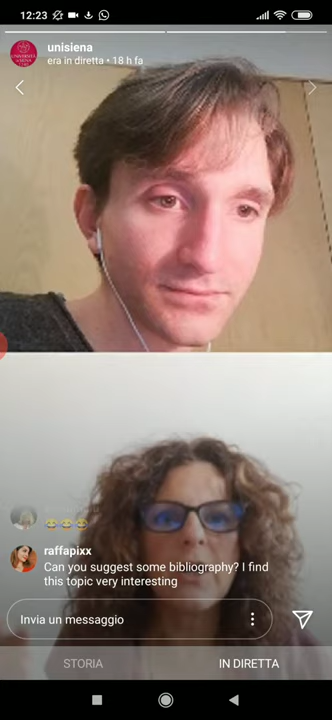 12:23
unisiena
era in diretta • 18 h fa
raffapixx
Can you suggest some bibliography? I find
this topic very interesting
Invia un messaggio
STORIA
IN DIRETTA